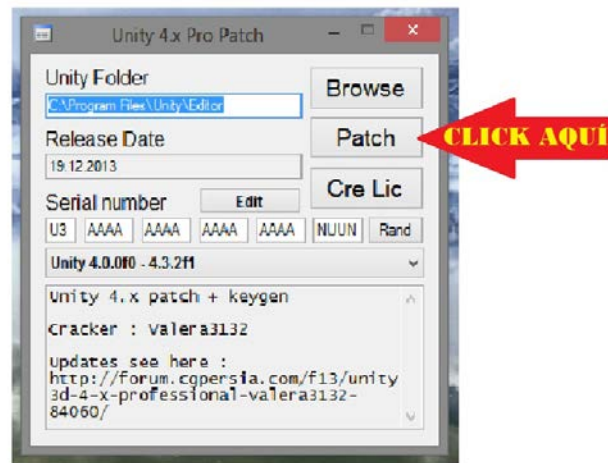 Unity 4.x Pro Patch
Unity Folder
Browse
C:\Program Files\Unity\Editor
Release Date
Patch
CLICK AQUÍ
19.12.2013
Cre Lic
Serial number
Edit
U3 AAAA AAAA AAAA AAAA NUUN Rand
Unity 4.0.0f0 - 4.3.2f1
Unity 4.x patch + keygen
Cracker : Valera3132
Updates see here :
http://forum.cgpersia.com/f13/unity
3d-4-x-professional-valera3132-
84060/